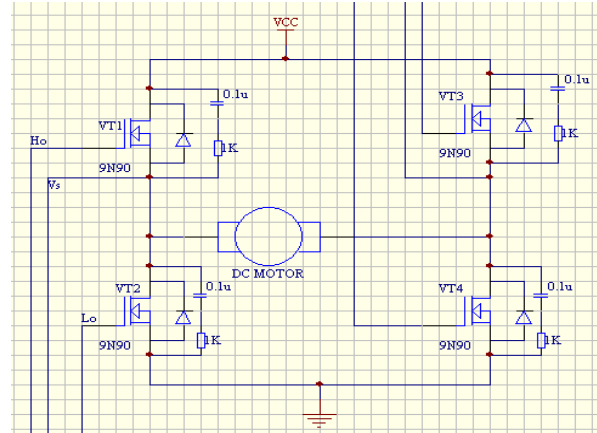 VCC
0.1u
0.1u
VT1
VT3
Ho
1K
1K
9N90
9N90
Vs
DC MOTOR
VT2
VT4
0.1u
0.1u
Lo
1K
1K
9N90
9N90